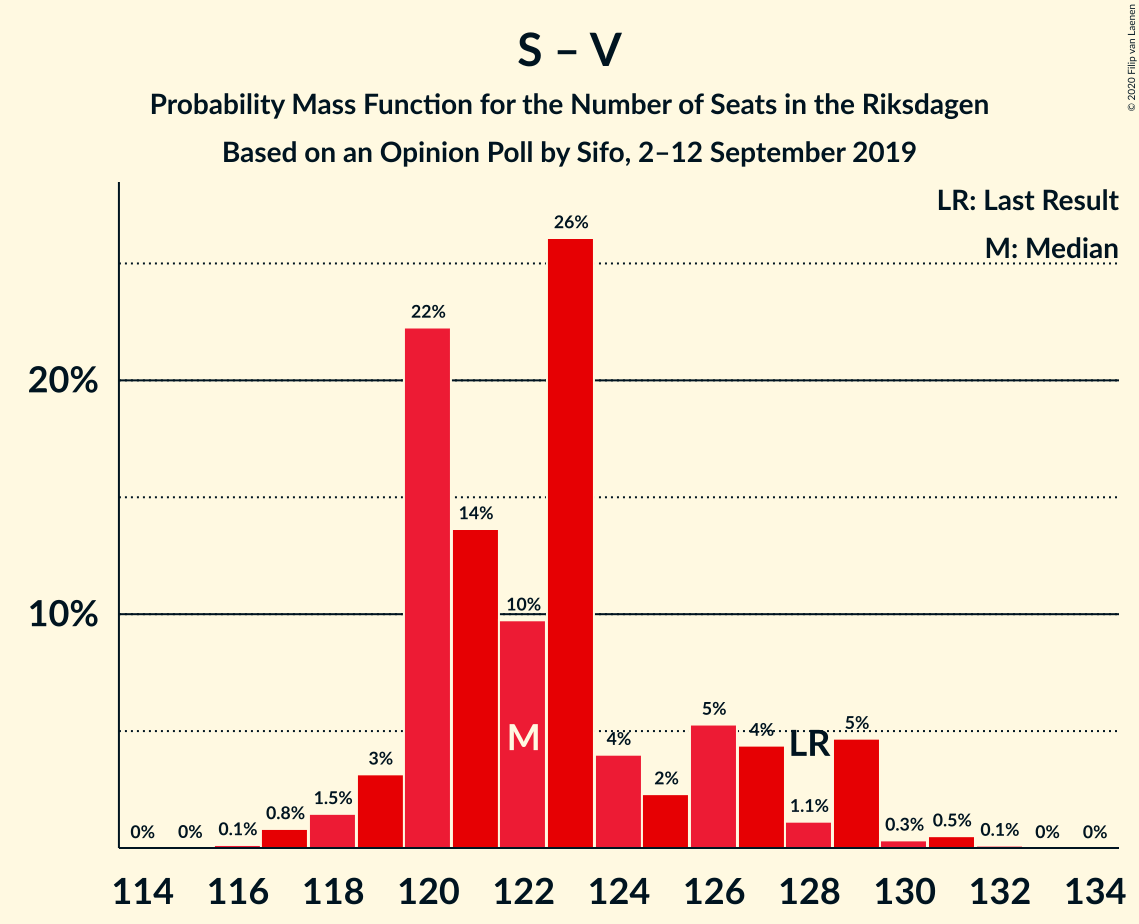 S – V
Probability Mass Function for the Number of Seats in the Riksdagen
Based on an Opinion Poll by Sifo, 2–12 September 2019
© 2020 Filip van Laenen
LR: Last Result
M: Median
20%
10%
0%
0%
0.1%
0.8%
1.5%
3%
22%
14%
10%
26%
4%
2%
5%
4%
1.1%
5%
0.3%
0.5%
0.1%
0%
0%
M
LR
114 116 118 120 122 124 126 128 130 132 134